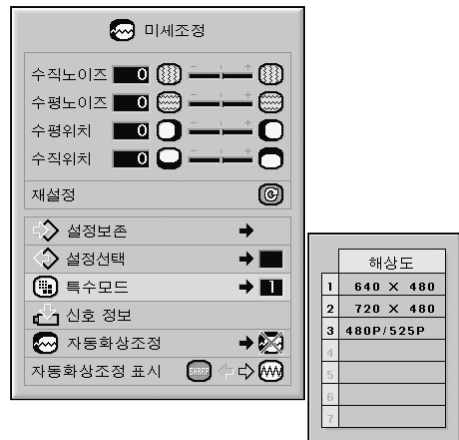 미세조정
수직노이즈 0 - +
수평노이즈 0 - +
수평위치 0 - +
수직위치 0 - +
재설정
설정보존
설정선택
특수모드 1
신호 정보
자동화상조정
자동화상조정 표시 SHARP
해상도
1 640 X 480
2 720 X 480
3 480P/525P
4
5
6
7